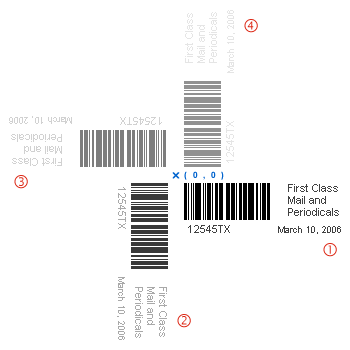 ④
First Class
Mail and
Periodicals
March 10, 2006
12545TX
March 10, 2006
12545TX
Periodicals
Mail and
First Class
③
× (0,0)
First Class
Mail and
Periodicals
12545TX
March 10, 2006
①
12545TX
First Class
Mail and
Periodicals
March 10, 2006
②